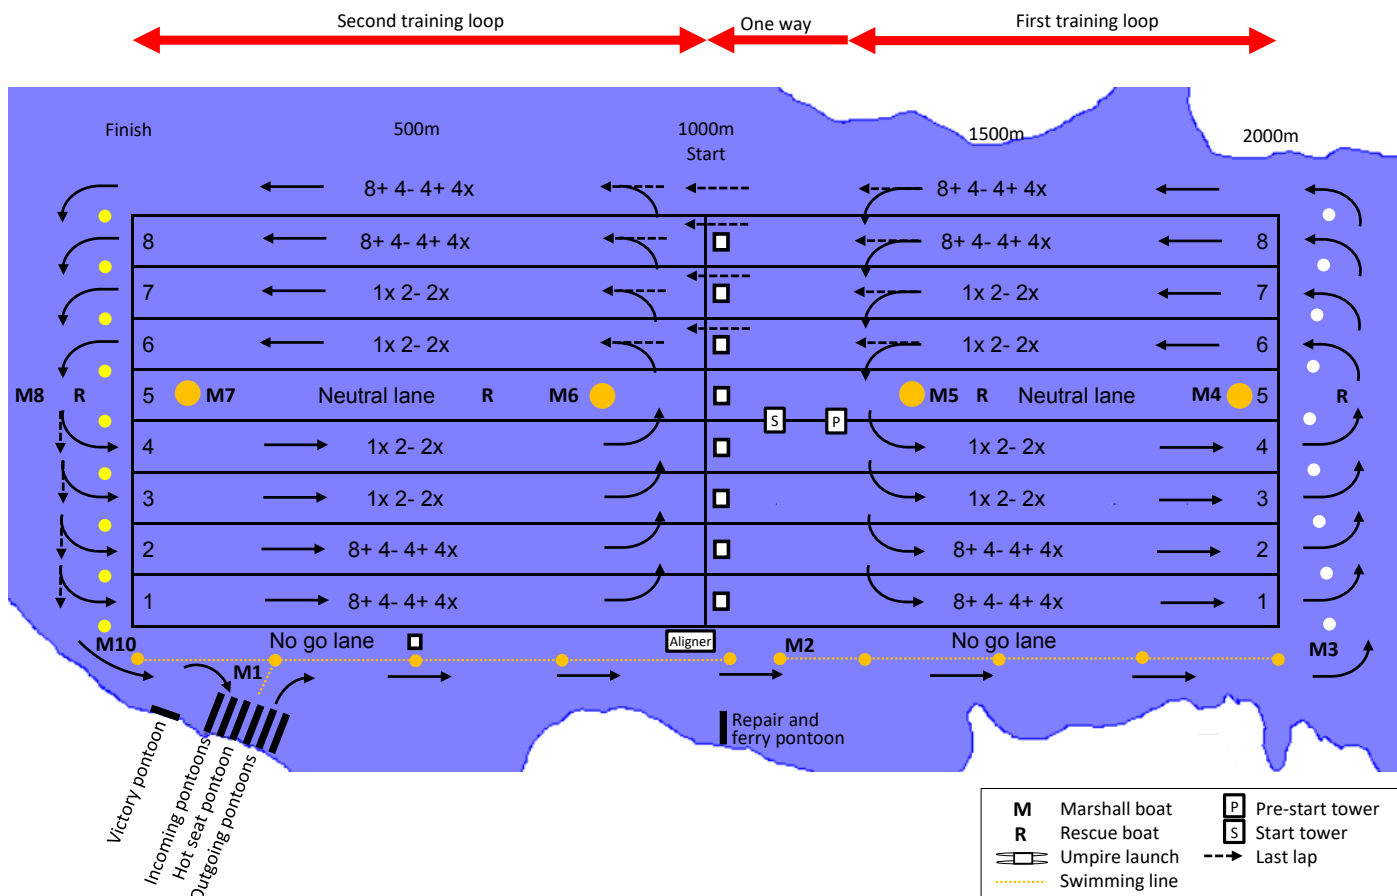 Second training loop
One way
First training loop
Finish
500m
1000m
Start
1500m
2000m
8+ 4- 4+ 4x
8+ 4- 4+ 4x
8
8+ 4- 4+ 4x
8+ 4- 4+ 4x
8
7
1x 2- 2x
1x 2- 2x
7
6
1x 2- 2x
1x 2- 2x
6
M8
R
5
M7
Neutral lane
R
M6
M5
R
Neutral lane
M4
5
R
S
P
4
1x 2- 2x
1x 2- 2x
4
3
1x 2- 2x
1x 2- 2x
3
2
8+ 4- 4+ 4x
8+ 4- 4+ 4x
2
1
8+ 4- 4+ 4x
8+ 4- 4+ 4x
1
M10
No go lane
Aligner
M2
No go lane
M3
M1
Repair and
ferry pontoon
Victory pontoon
Incoming pontoons
Hot seat pontoon
Outgoing pontoons
M Marshall boat
P Pre-start tower
R Rescue boat
S Start tower
Umpire launch
Last lap
Swimming line